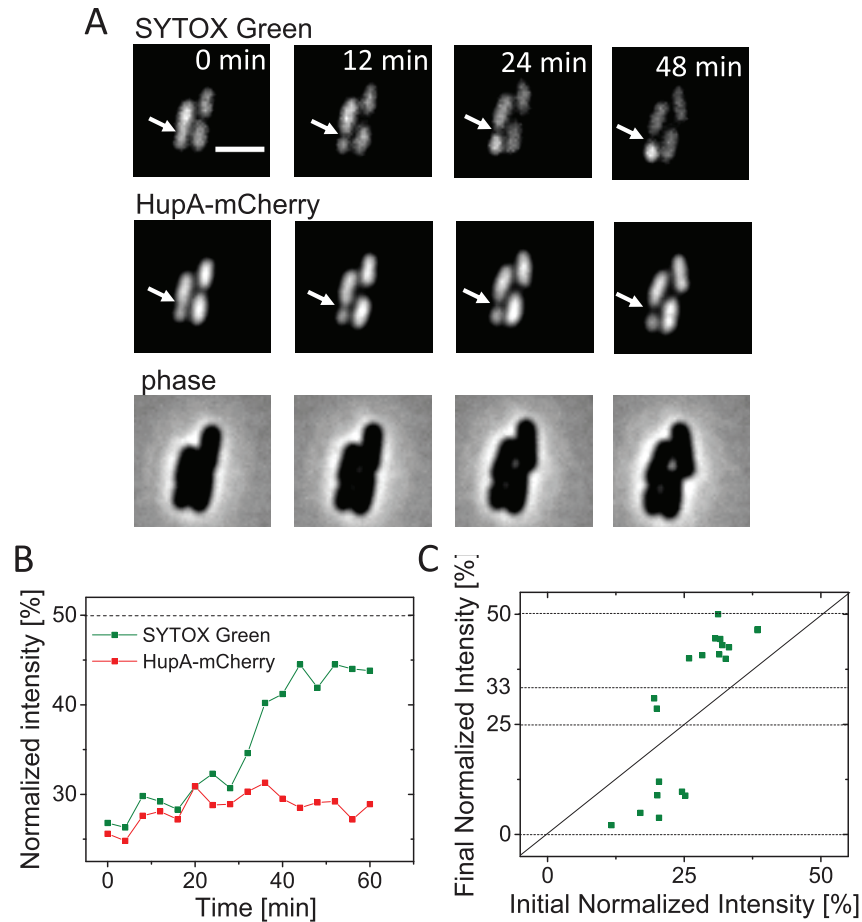 A
SYTOX Green
0 min
12 min
24 min
48 min
HupA-mCherry
phase
B
Normalized intensity [%]
50
40
30
SYTOX Green
HupA-mCherry
0
20
40
60
Time [min]
C
Final Normalized Intensity [%]
50
33
25
0
0
25
50
Initial Normalized Intensity [%]